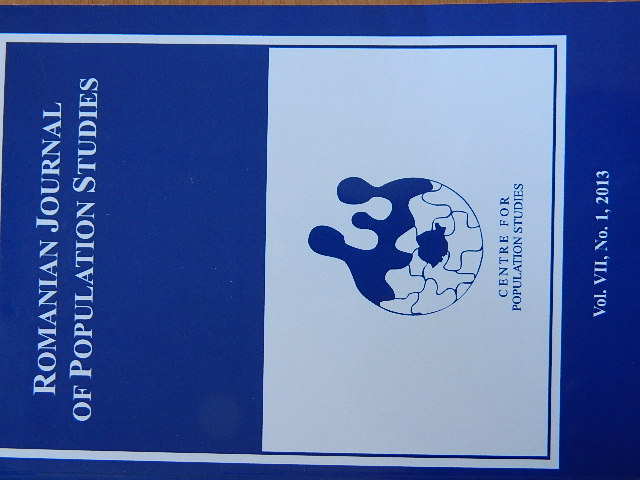 ROMANIAN JOURNAL
OF POPULATION STUDIES
CENTRE FOR
POPULATION STUDIES
Vol. VII, No. 1, 2013